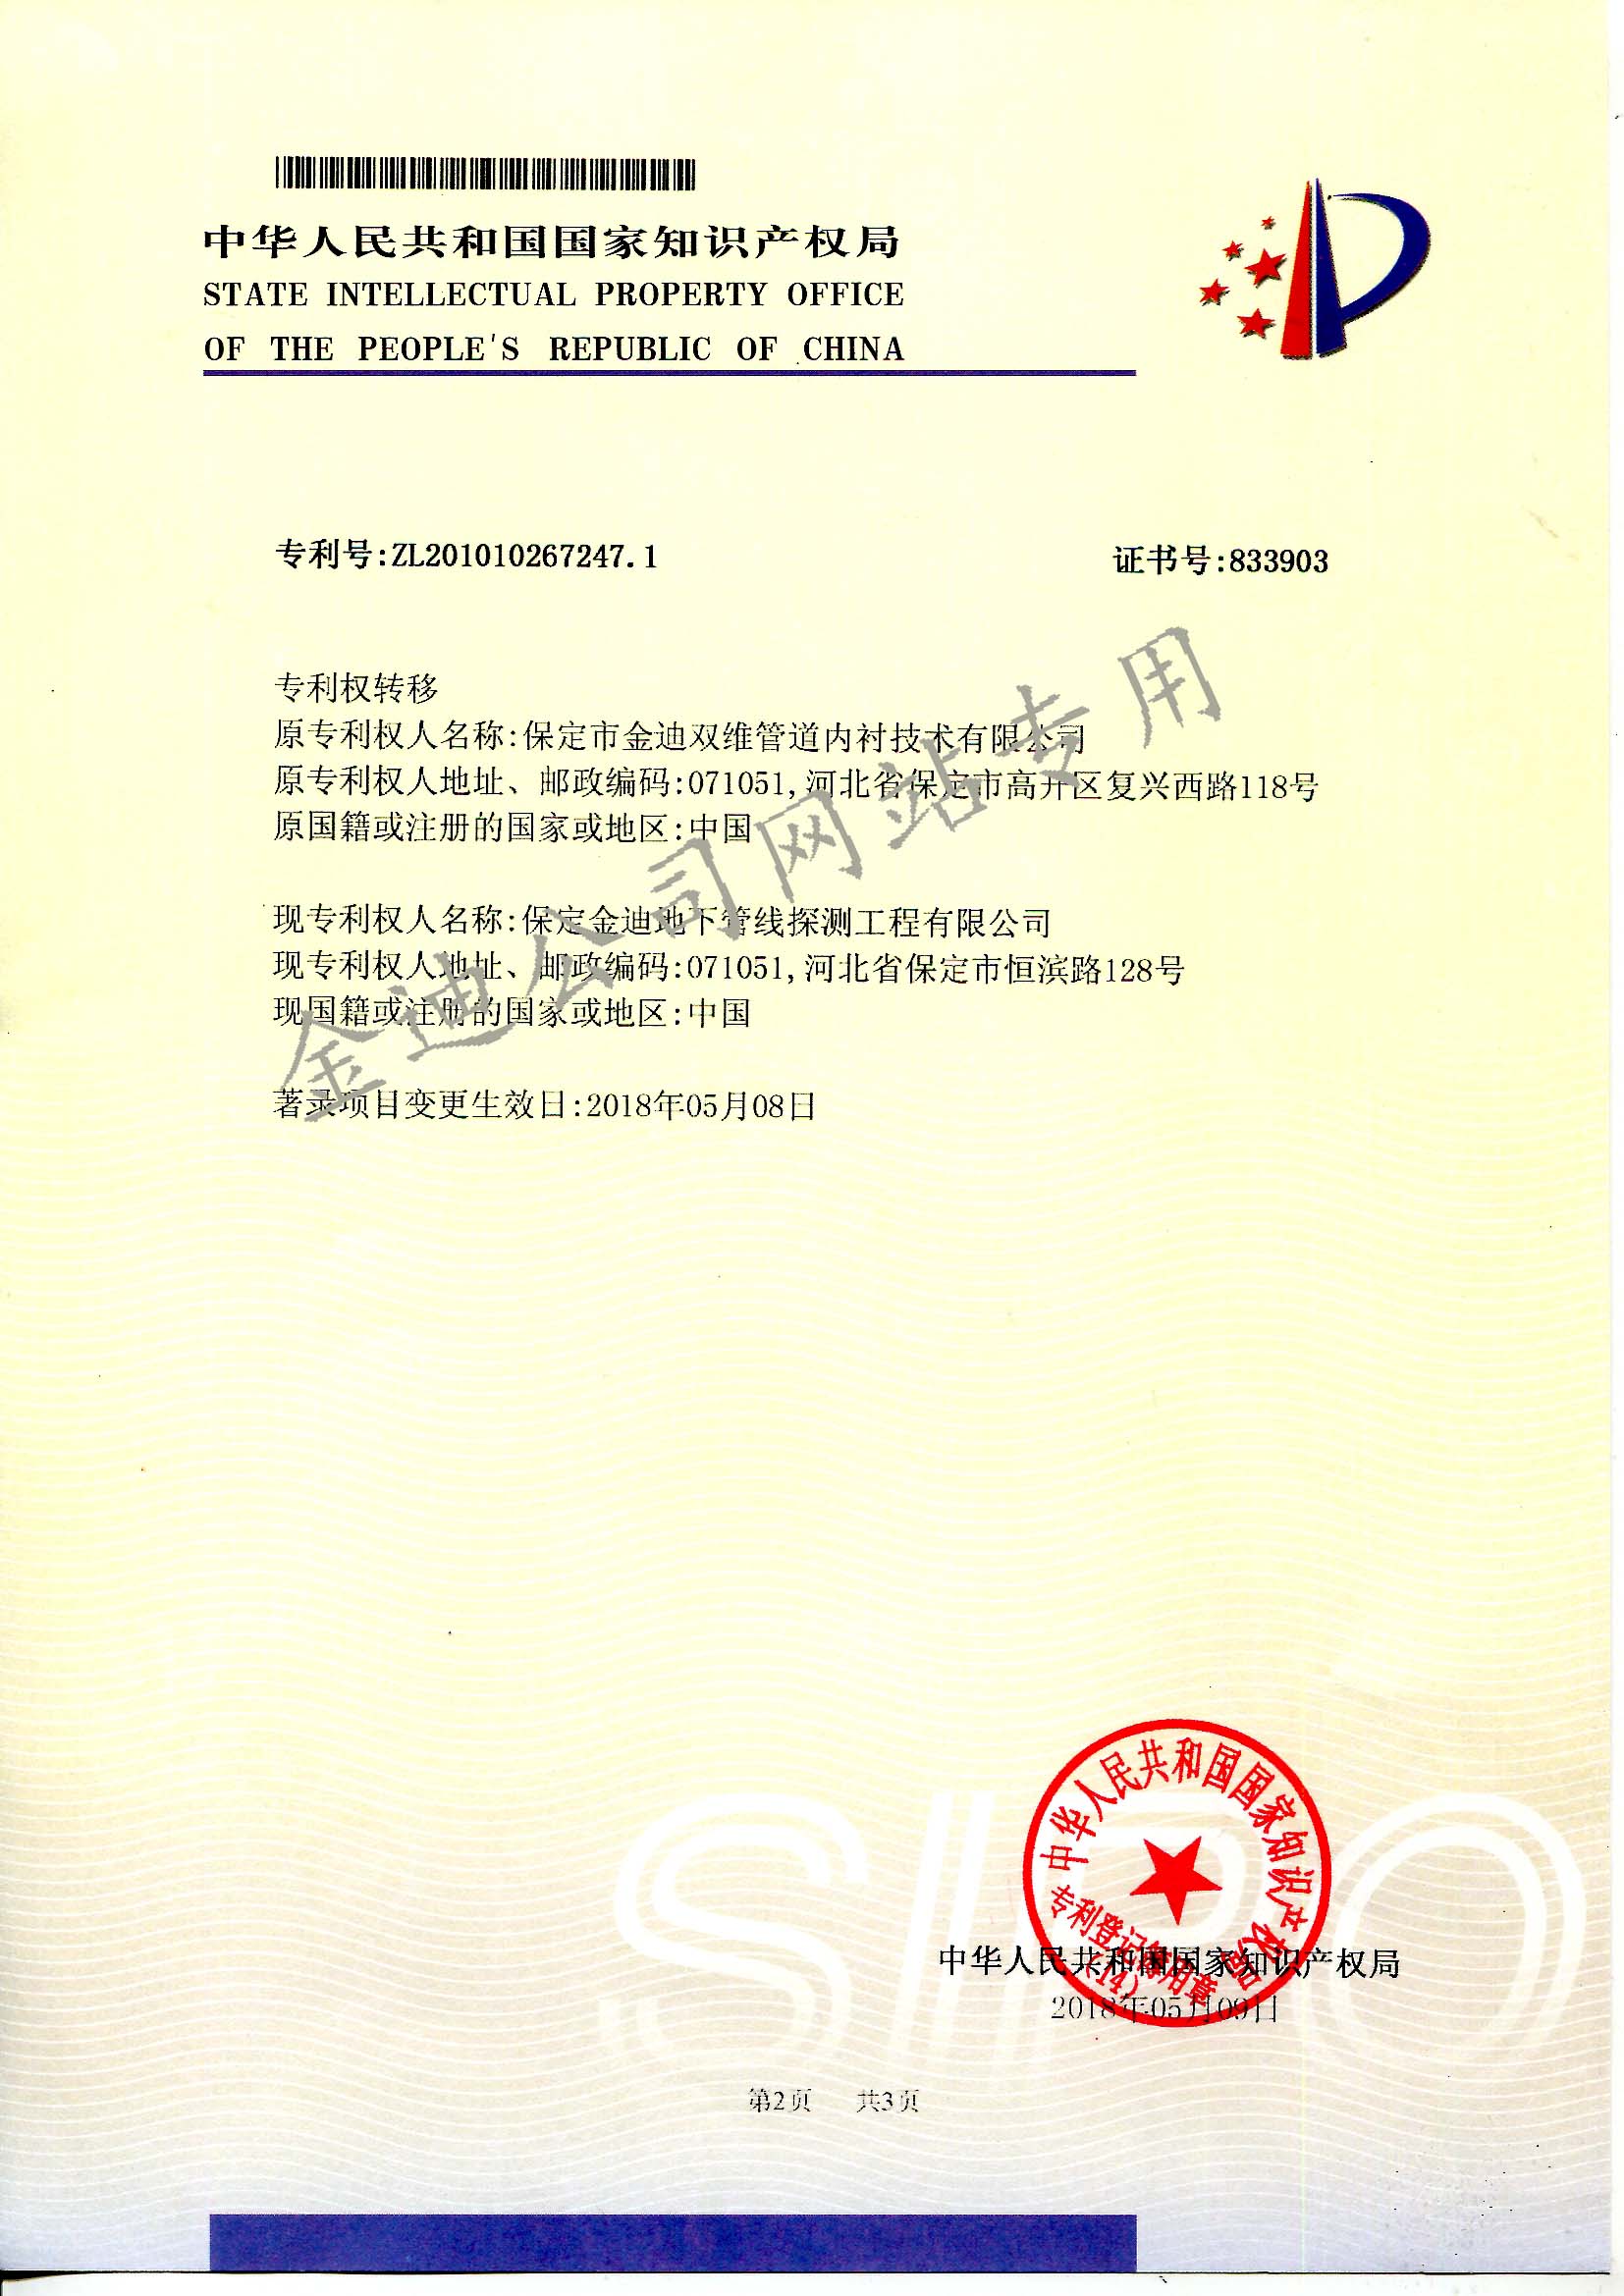 中华人民共和国国家知识产权局
STATE INTELLECTUAL PROPERTY OFFICE
OF THE PEOPLE'S REPUBLIC OF CHINA
专利号:ZL201010267247.1
证书号:833903
专利权转移
原专利权人名称:保定市金迪双维管道内衬技术有限公司
原专利权人地址、邮政编码:071051,河北省保定市高开区复兴西路118号
原国籍或注册的国家或地区:中国
现专利权人名称:保定金迪地下管线探测工程有限公司
现专利权人地址、邮政编码:071051,河北省保定市恒滨路128号
现国籍或注册的国家或地区:中国
著录项目变更生效日:2018年05月08日
金迪公司网站专用
SIPO
中华人民共和国国家知识产权局
专利登记簿用章
(14)
中华人民共和国国家知识产权局
2018年05月09日
第2页 共3页